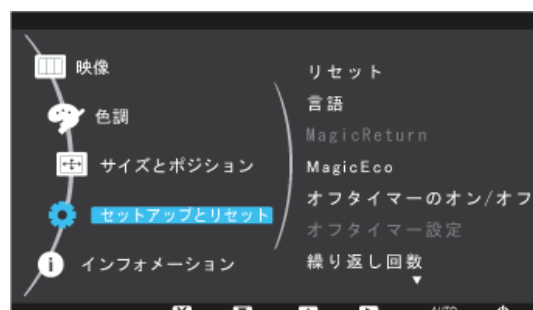 映像
色調
サイズとポジション
セットアップとリセット
インフォメーション
リセット
言語
MagicReturn
MagicEco
オフタイマーのオン/オフ
オフタイマー設定
繰り返し回数
AUTO